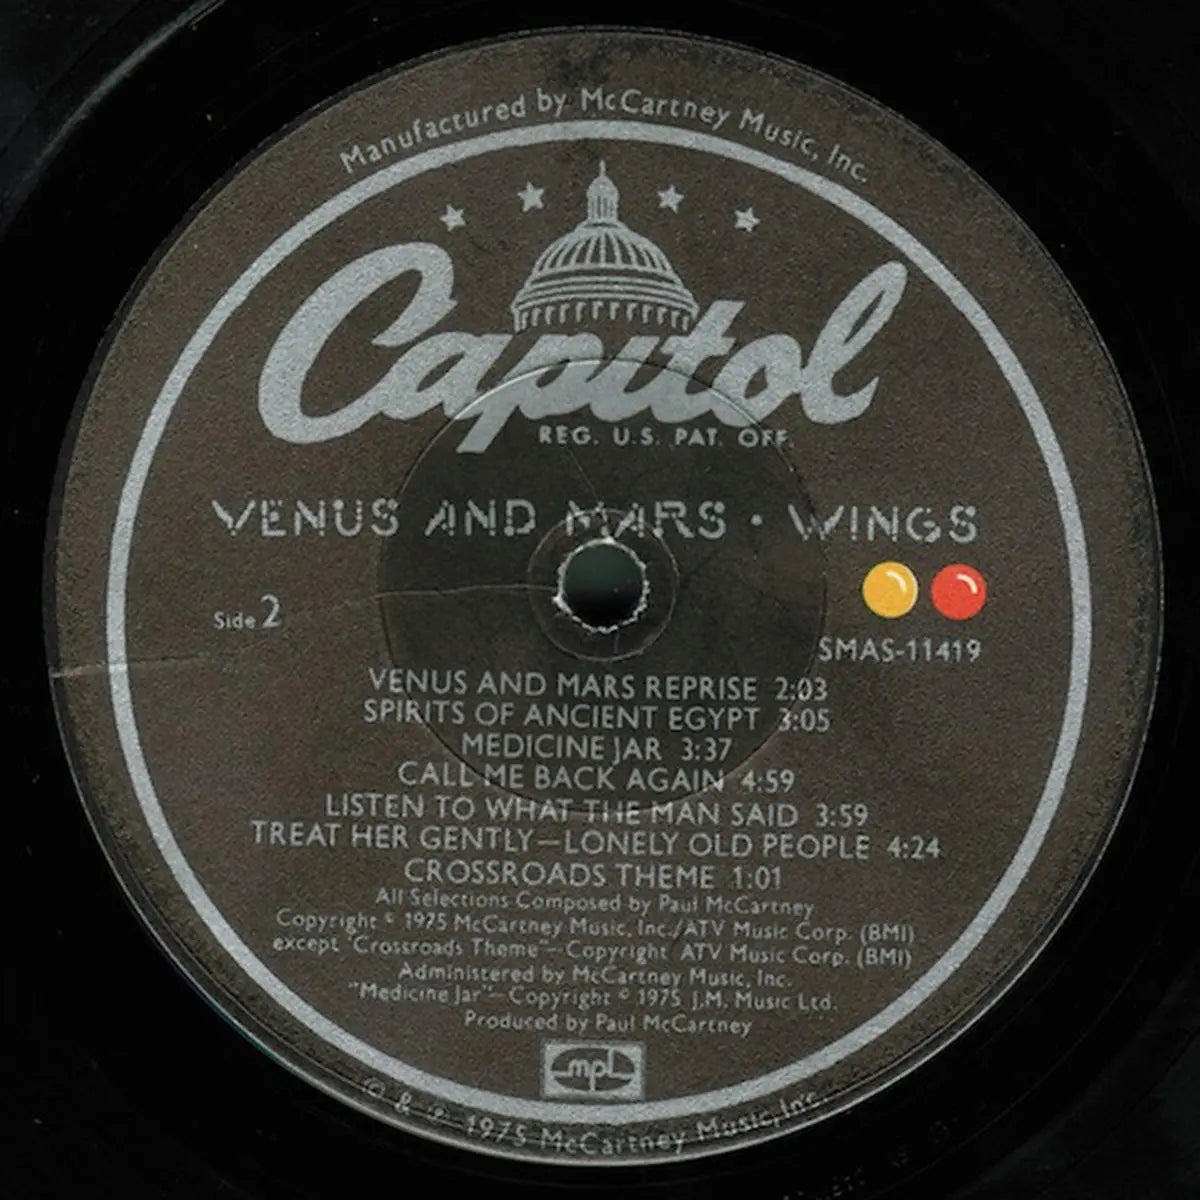 Manufactured by McCartney Music, Inc.
Capitol
REG. U.S. PAT. OFF.
VENUS AND MARS · WINGS
Side 2
SMAS-11419
VENUS AND MARS REPRISE 2:03
SPIRITS OF ANCIENT EGYPT 3:05
MEDICINE JAR 3:37
CALL ME BACK AGAIN 4:59
LISTEN TO WHAT THE MAN SAID 3:59
TREAT HER GENTLY—LONELY OLD PEOPLE 4:24
CROSSROADS THEME 1:01
All Selections Composed by Paul McCartney
Copyright © 1975 McCartney Music, Inc./ATV Music Corp. (BMI)
except "Crossroads Theme"—Copyright ATV Music Corp. (BMI)
Administered by McCartney Music, Inc.
"Medicine Jar"—Copyright © 1975 J.M. Music Ltd.
Produced by Paul McCartney
mpl
© & ℗ 1975 McCartney Music, Inc.